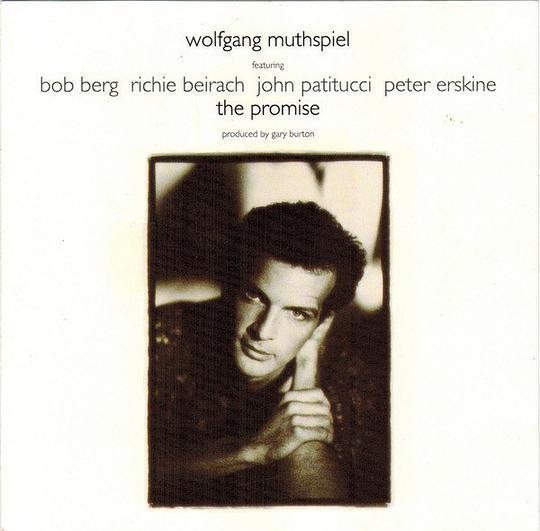 wolfgang muthspiel
featuring
bob berg richie beirach john patitucci peter erskine
the promise
produced by gary burton